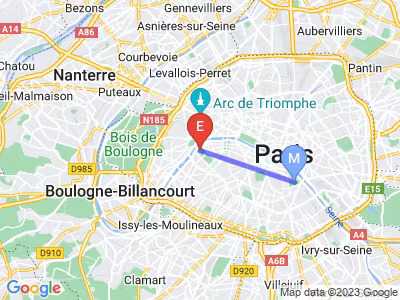 Bezons
Gennevilliers
A14
A86
Asnières-sur-Seine
Aubervilliers
Courbevoie
Chatou
Nanterre
Levallois-Perret
Pantin
Puteaux
eil-Malmaison
Arc de Triomphe
N185
E
Bois de
Boulogne
Paris
M
D985
Boulogne-Billancourt
E15
Seine
Issy-les-Moulineaux
A4
D910
Ivry-sur-Seine
A6B
D920
Clamart
Villejuif
Map data ©2023 Google